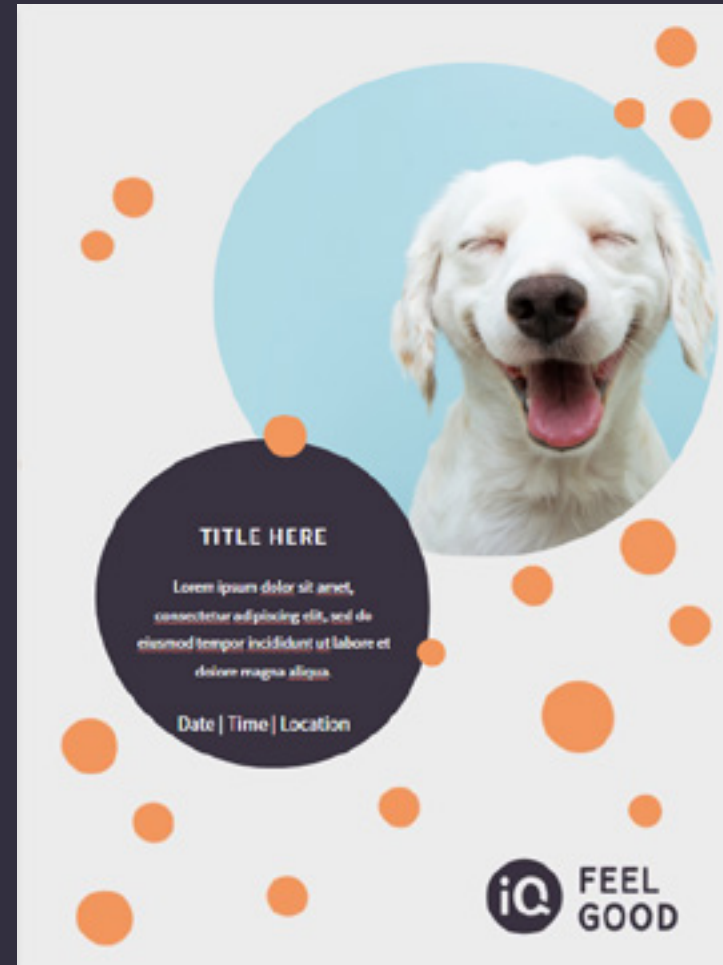 TITLE HERE
Lorem ipsum dolor sit amet,
consectetur adipiscing elit, sed do
eiusmod tempor incididunt ut labore et
dolore magna aliqua.
Date | Time | Location
iQ FEEL
GOOD